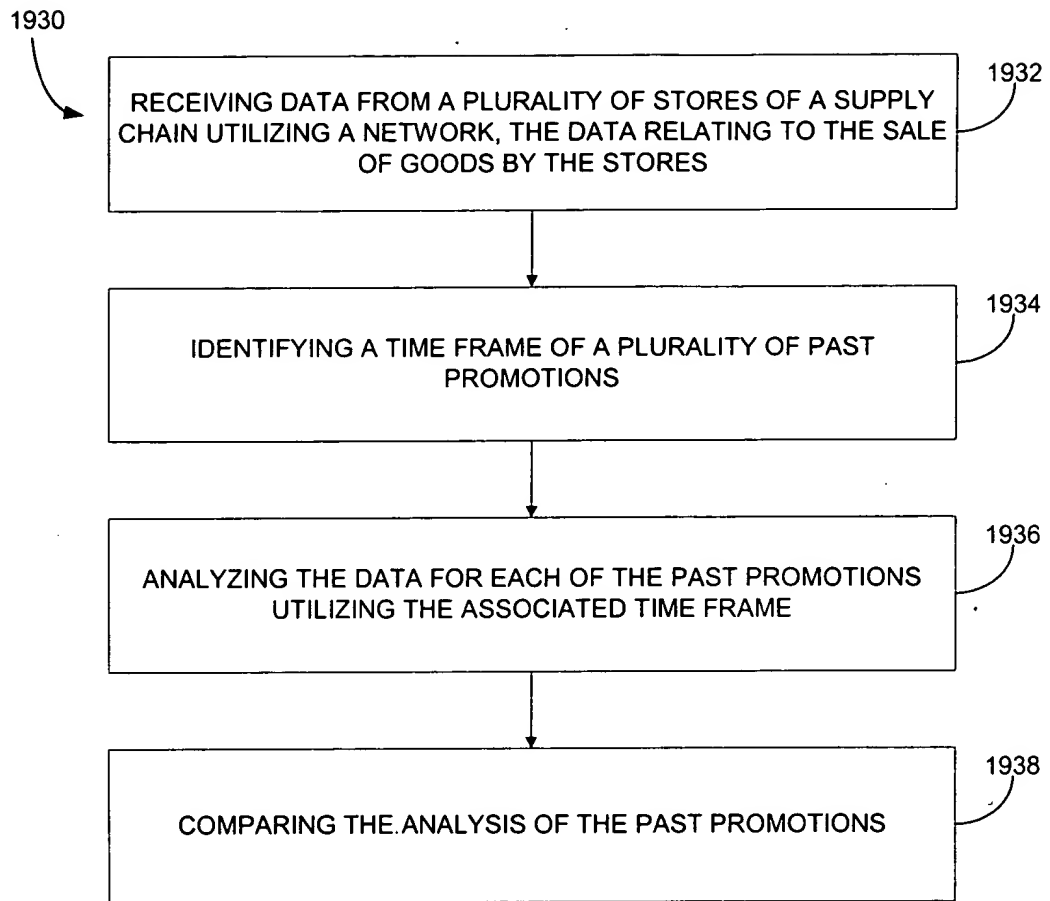 1930
1932
RECEIVING DATA FROM A PLURALITY OF STORES OF A SUPPLY
CHAIN UTILIZING A NETWORK, THE DATA RELATING TO THE SALE
OF GOODS BY THE STORES
1934
IDENTIFYING A TIME FRAME OF A PLURALITY OF PAST
PROMOTIONS
1936
ANALYZING THE DATA FOR EACH OF THE PAST PROMOTIONS
UTILIZING THE ASSOCIATED TIME FRAME
1938
COMPARING THE ANALYSIS OF THE PAST PROMOTIONS